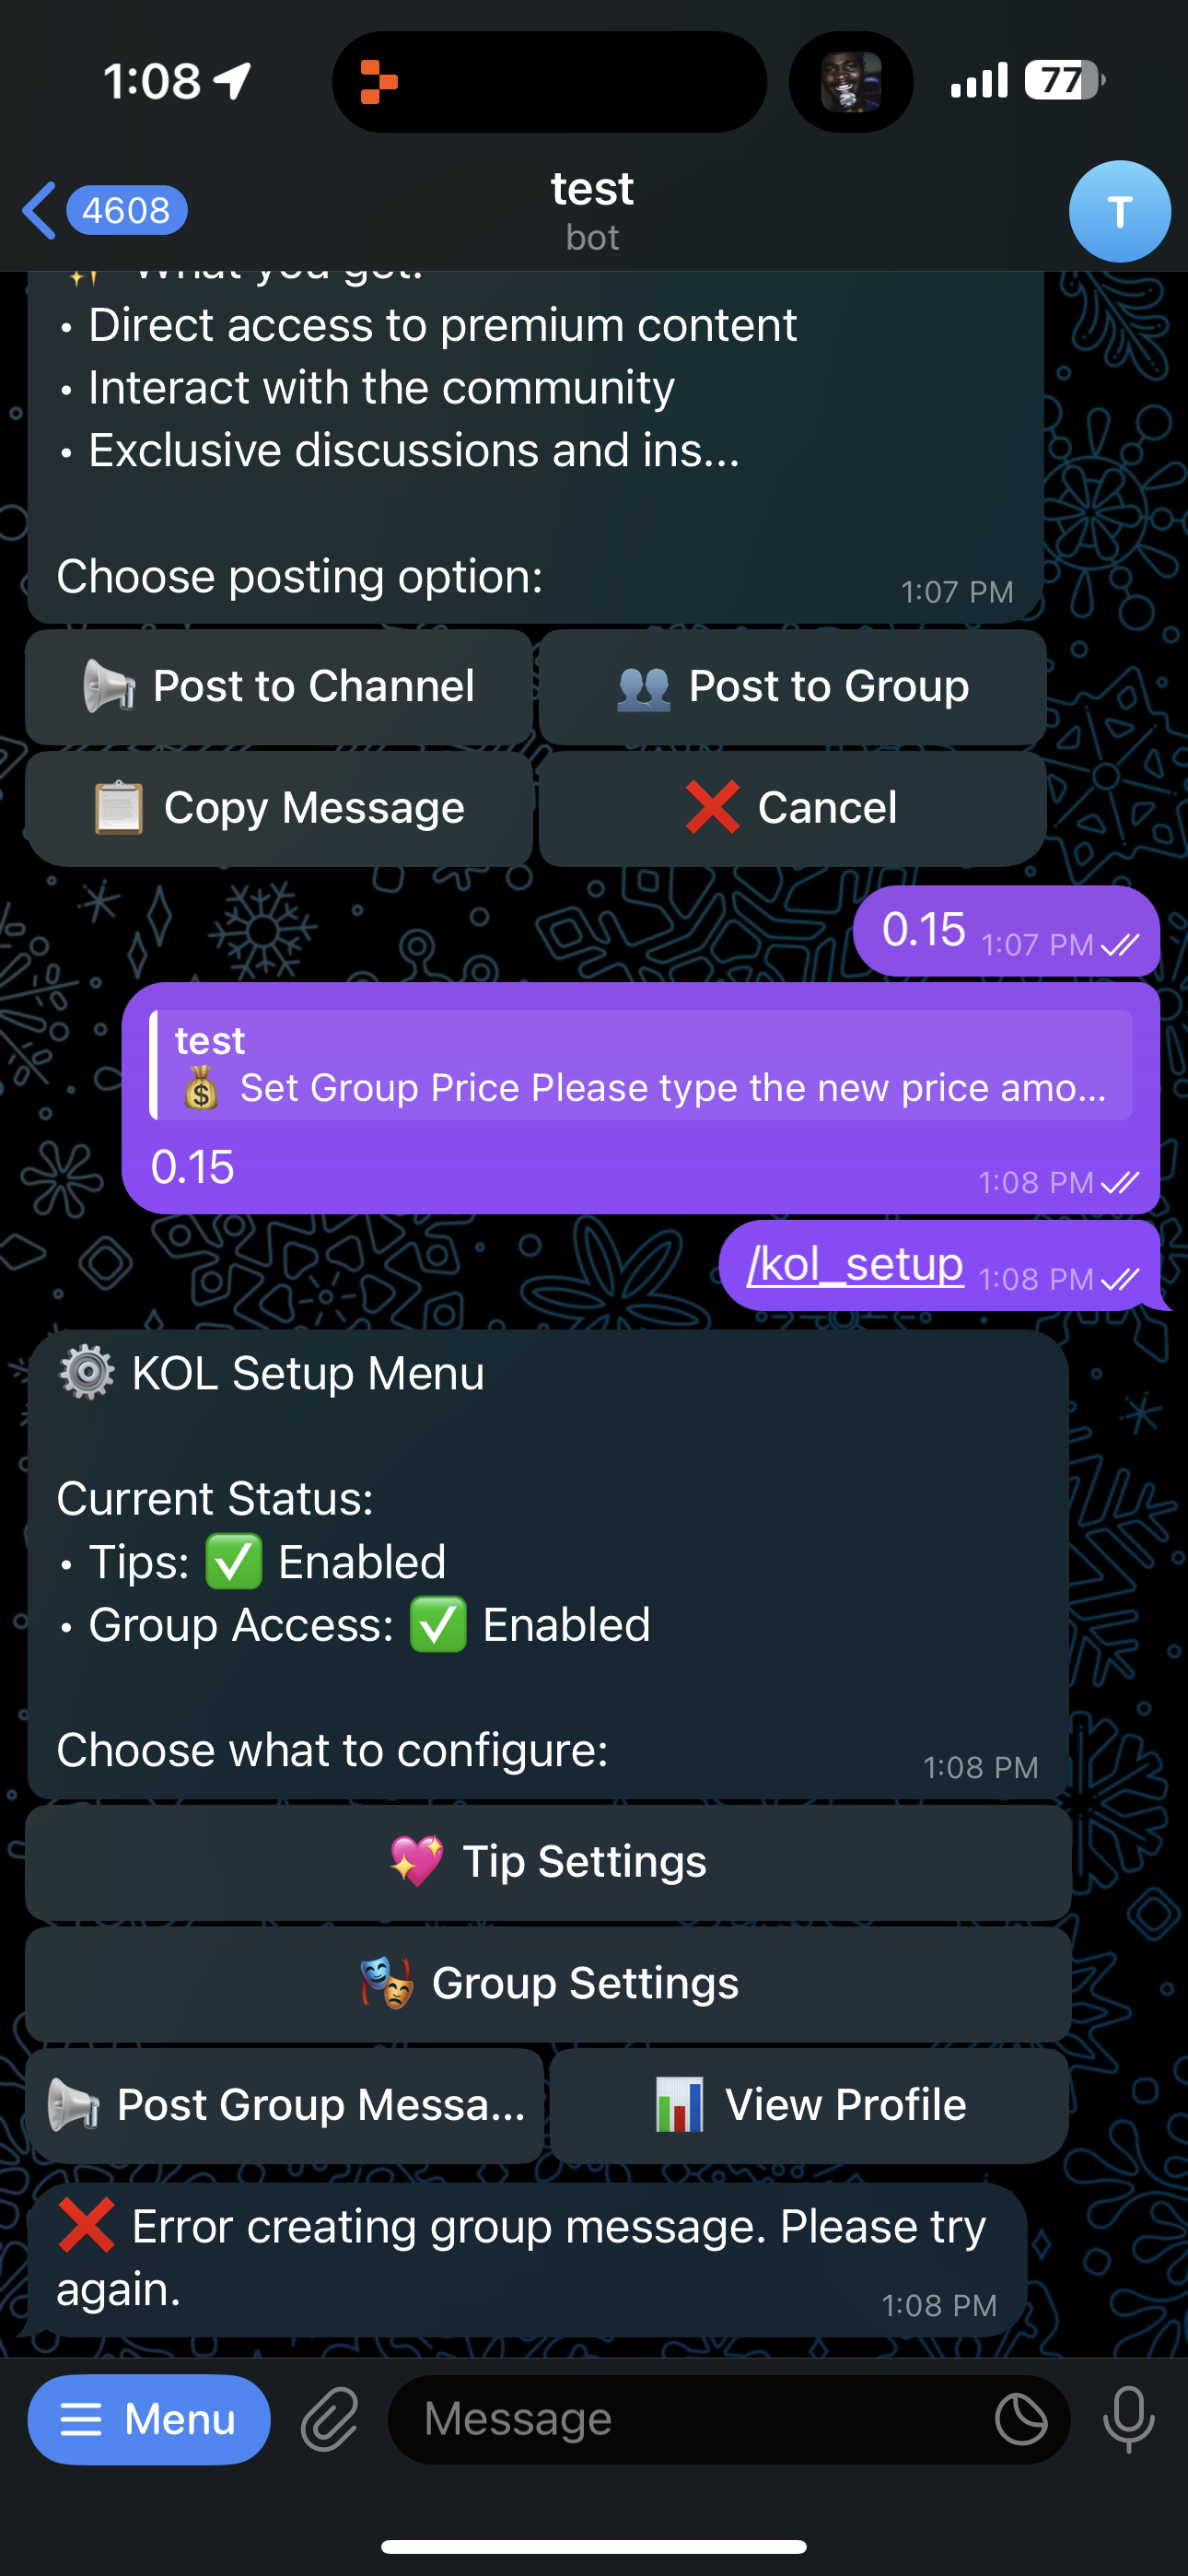 1:08
77
4608
test
bot
T
✨ What you get:
• Direct access to premium content
• Interact with the community
• Exclusive discussions and ins...
Choose posting option:
1:07 PM
📢 Post to Channel
👥 Post to Group
📋 Copy Message
❌ Cancel
0.15 1:07 PM
test
💰 Set Group Price Please type the new price amo...
0.15
1:08 PM
/kol_setup 1:08 PM
⚙️ KOL Setup Menu
Current Status:
• Tips: ✅ Enabled
• Group Access: ✅ Enabled
Choose what to configure:
1:08 PM
💖 Tip Settings
🎭 Group Settings
📢 Post Group Messa...
📊 View Profile
❌ Error creating group message. Please try
again.
1:08 PM
Menu
Message